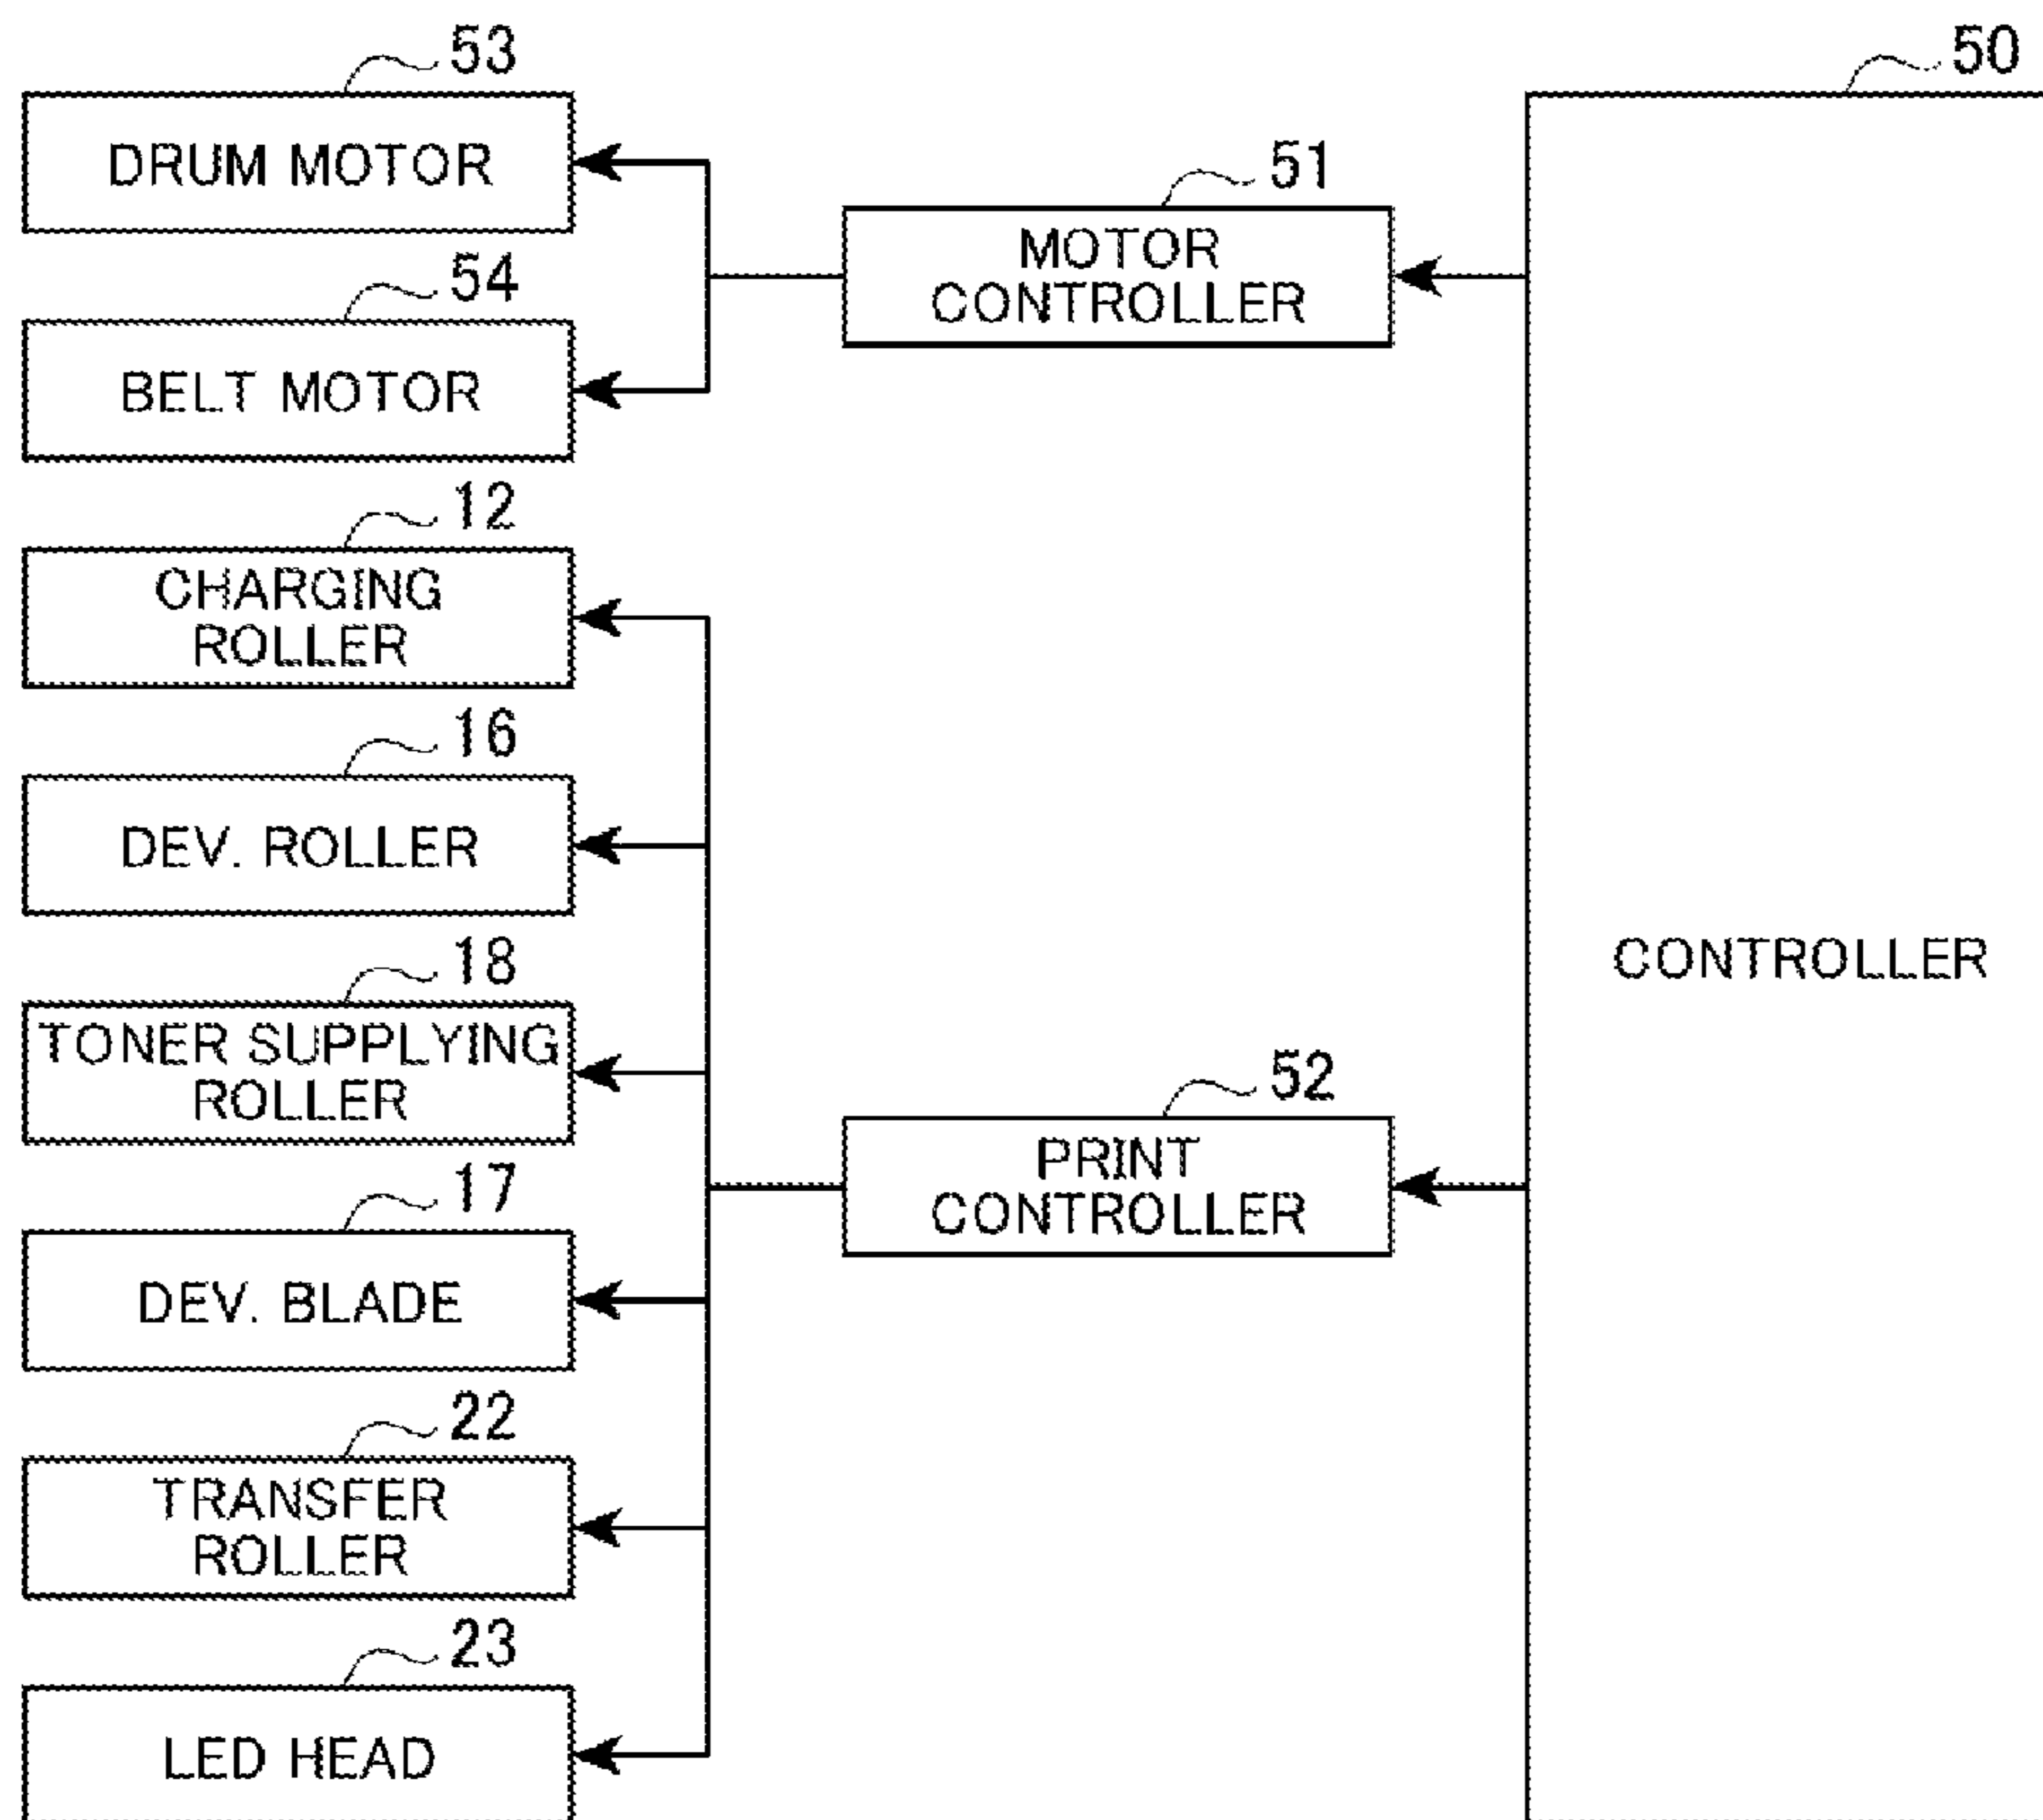 53
DRUM MOTOR
54
BELT MOTOR
12
CHARGING
ROLLER
16
DEV. ROLLER
18
TONER SUPPLYING
ROLLER
17
DEV. BLADE
22
TRANSFER
ROLLER
23
LED HEAD
51
MOTOR
CONTROLLER
52
PRINT
CONTROLLER
50
CONTROLLER